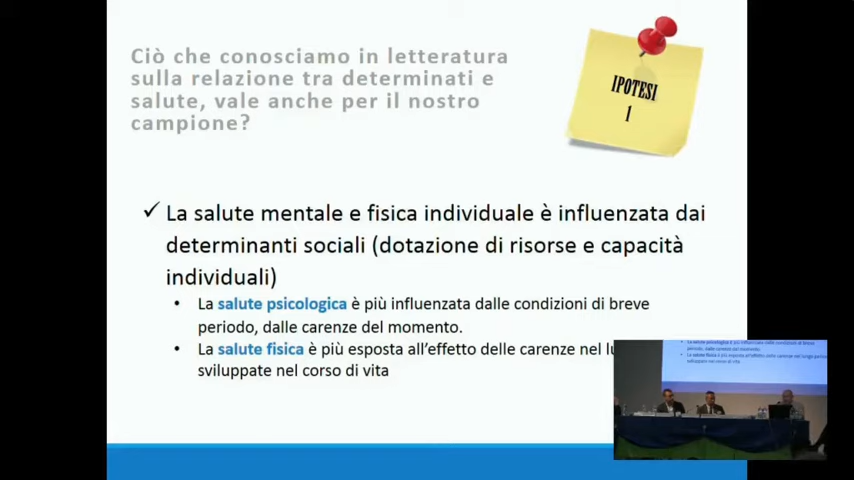 Ciò che conosciamo in letteratura
sulla relazione tra determinati e
salute, vale anche per il nostro
campione?
IPOTESI
1
La salute mentale e fisica individuale è influenzata dai
determinanti sociali (dotazione di risorse e capacità
individuali)
La salute psicologica è più influenzata dalle condizioni di breve
periodo, dalle carenze del momento.
La salute fisica è più esposta all'effetto delle carenze nel
sviluppate nel corso di vita